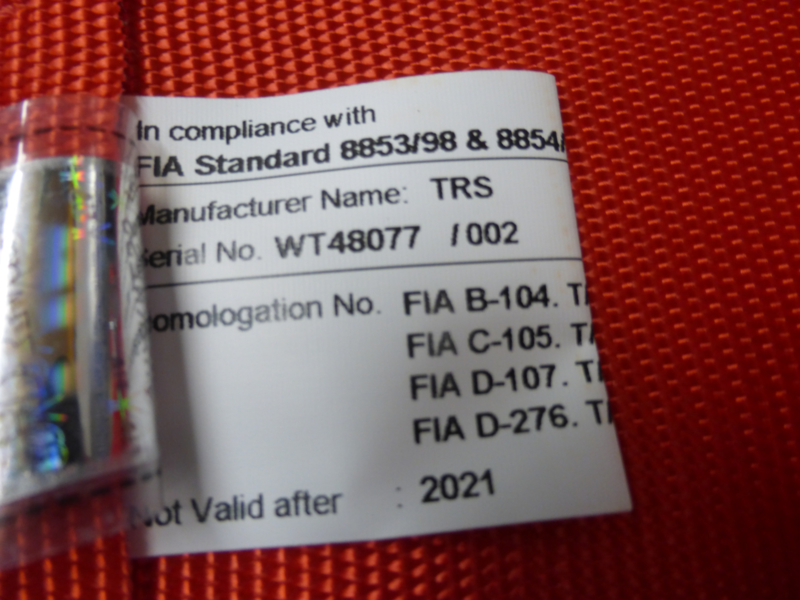 In compliance with
FIA Standard 8853/98 & 8854/
Manufacturer Name: TRS
Serial No. WT48077 /002
Homologation No. FIA B-104. T
FIA C-105. T
FIA D-107. T
FIA D-276. T
Not Valid after : 2021